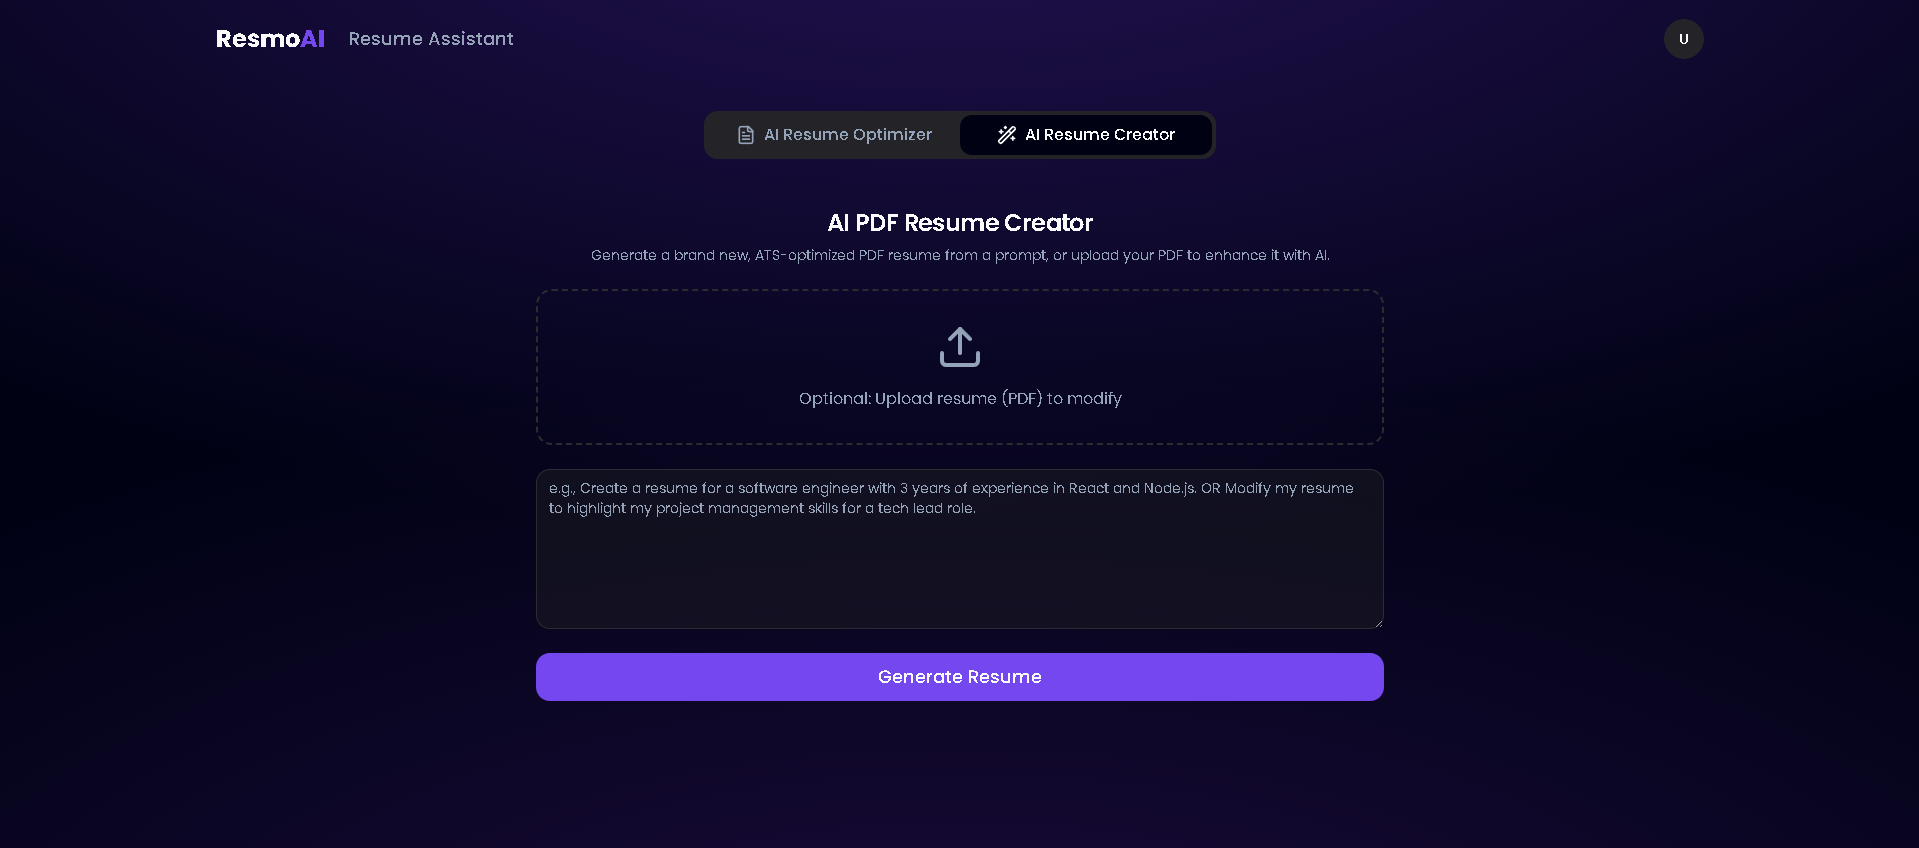 ResmoAI Resume Assistant
U
AI Resume Optimizer
AI Resume Creator
AI PDF Resume Creator
Generate a brand new, ATS-optimized PDF resume from a prompt, or upload your PDF to enhance it with AI.
Optional: Upload resume (PDF) to modify
e.g., Create a resume for a software engineer with 3 years of experience in React and Node.js. OR Modify my resume
to highlight my project management skills for a tech lead role.
Generate Resume